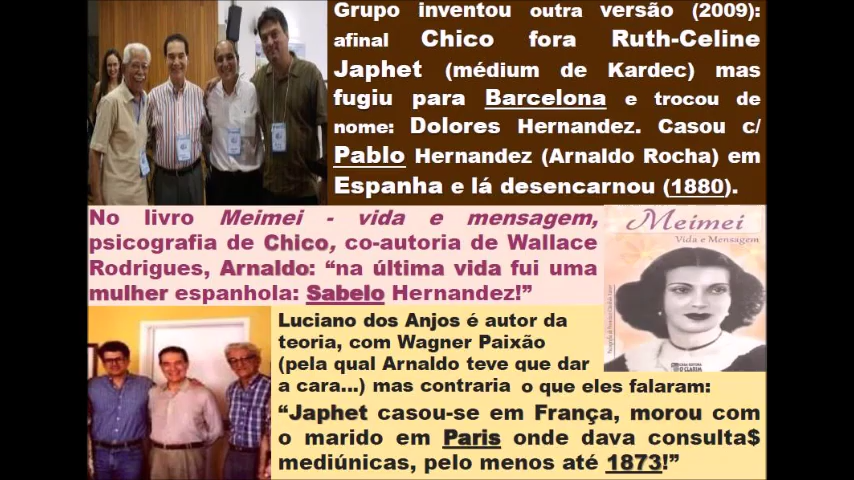 Grupo inventou outra versão (2009):
afinal Chico fora Ruth-Celine
Japhet (médium de Kardec) mas
fugiu para Barcelona e trocou de
nome: Dolores Hernandez. Casou c/
Pablo Hernandez (Arnaldo Rocha) em
Espanha e lá desencarnou (1880).
No livro Meimei - vida e mensagem,
psicografia de Chico, co-autoria de Wallace
Rodrigues, Arnaldo: “na última vida fui uma
mulher espanhola: Sabelo Hernandez!”
Meimei
Vida e Mensagem
O CLARIM
Luciano dos Anjos é autor da
teoria, com Wagner Paixão
(pela qual Arnaldo teve que dar
a cara...) mas contraria o que eles falaram:
“Japhet casou-se em França, morou com
o marido em Paris onde dava consulta$
mediúnicas, pelo menos até 1873!”